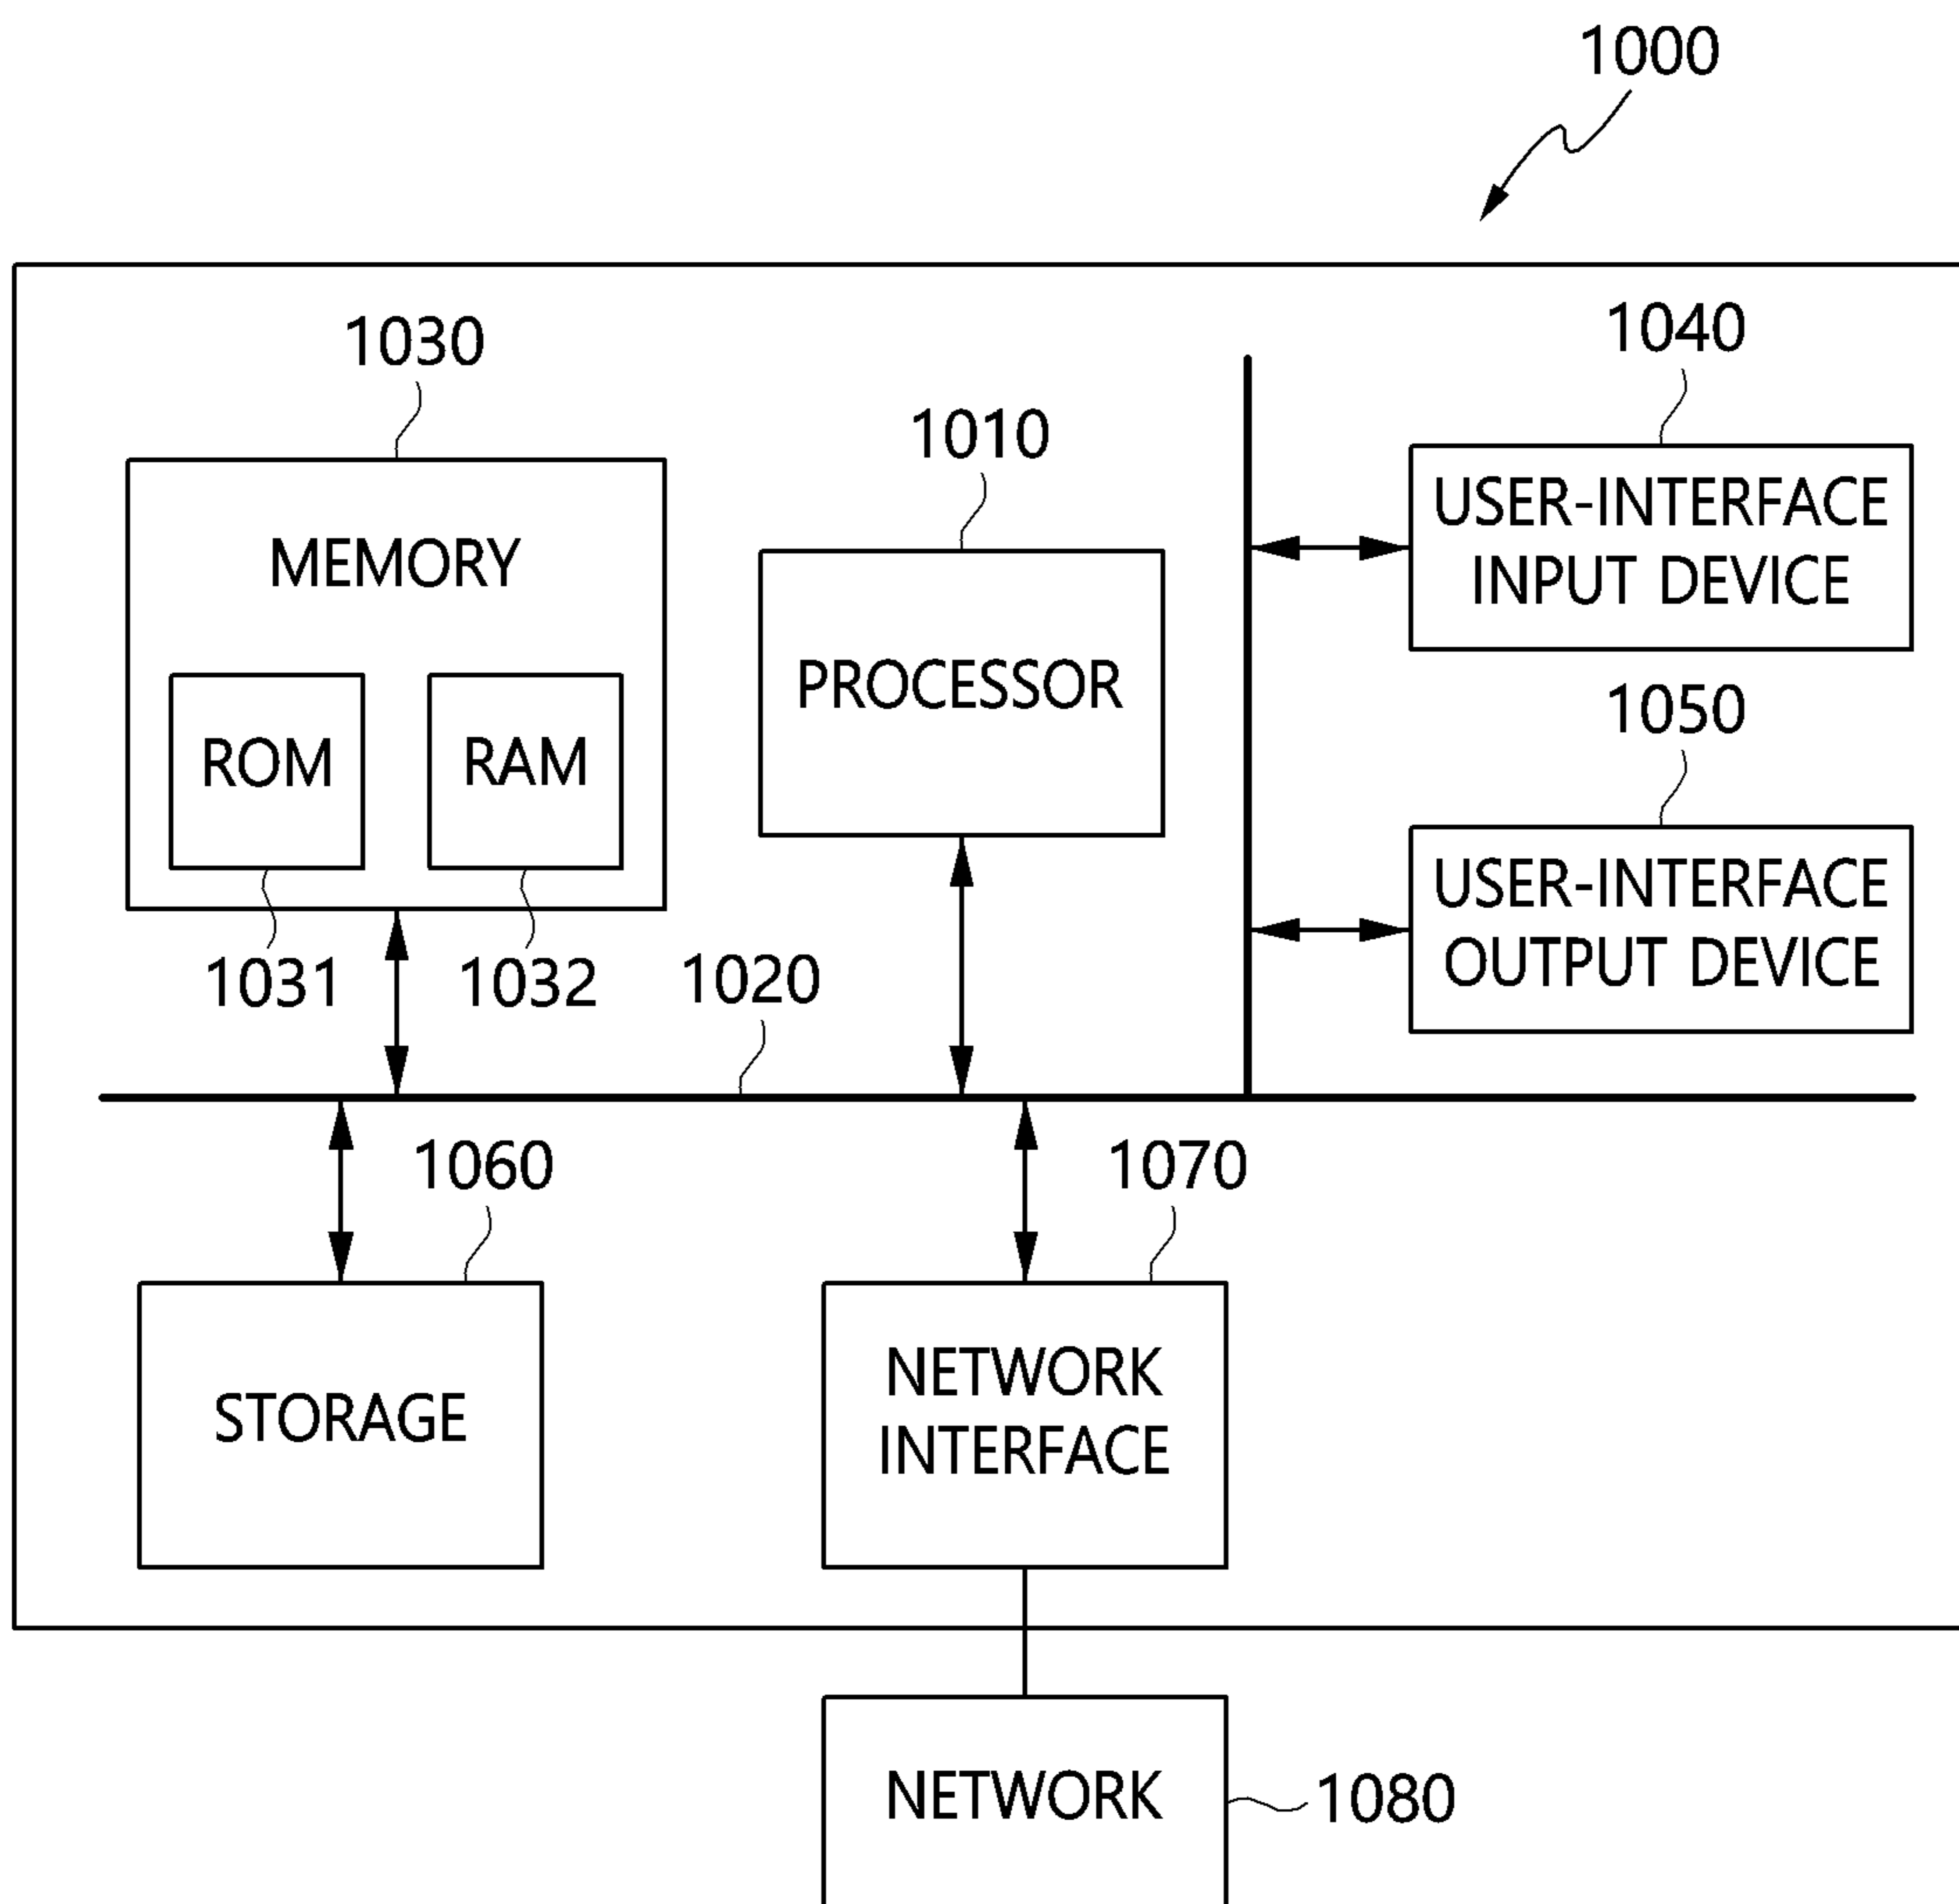 1000
1030
1040
1010
USER-INTERFACE
INPUT DEVICE
MEMORY
PROCESSOR
ROM
RAM
1050
USER-INTERFACE
OUTPUT DEVICE
1031
1032
1020
1060
1070
STORAGE
NETWORK
INTERFACE
NETWORK
1080